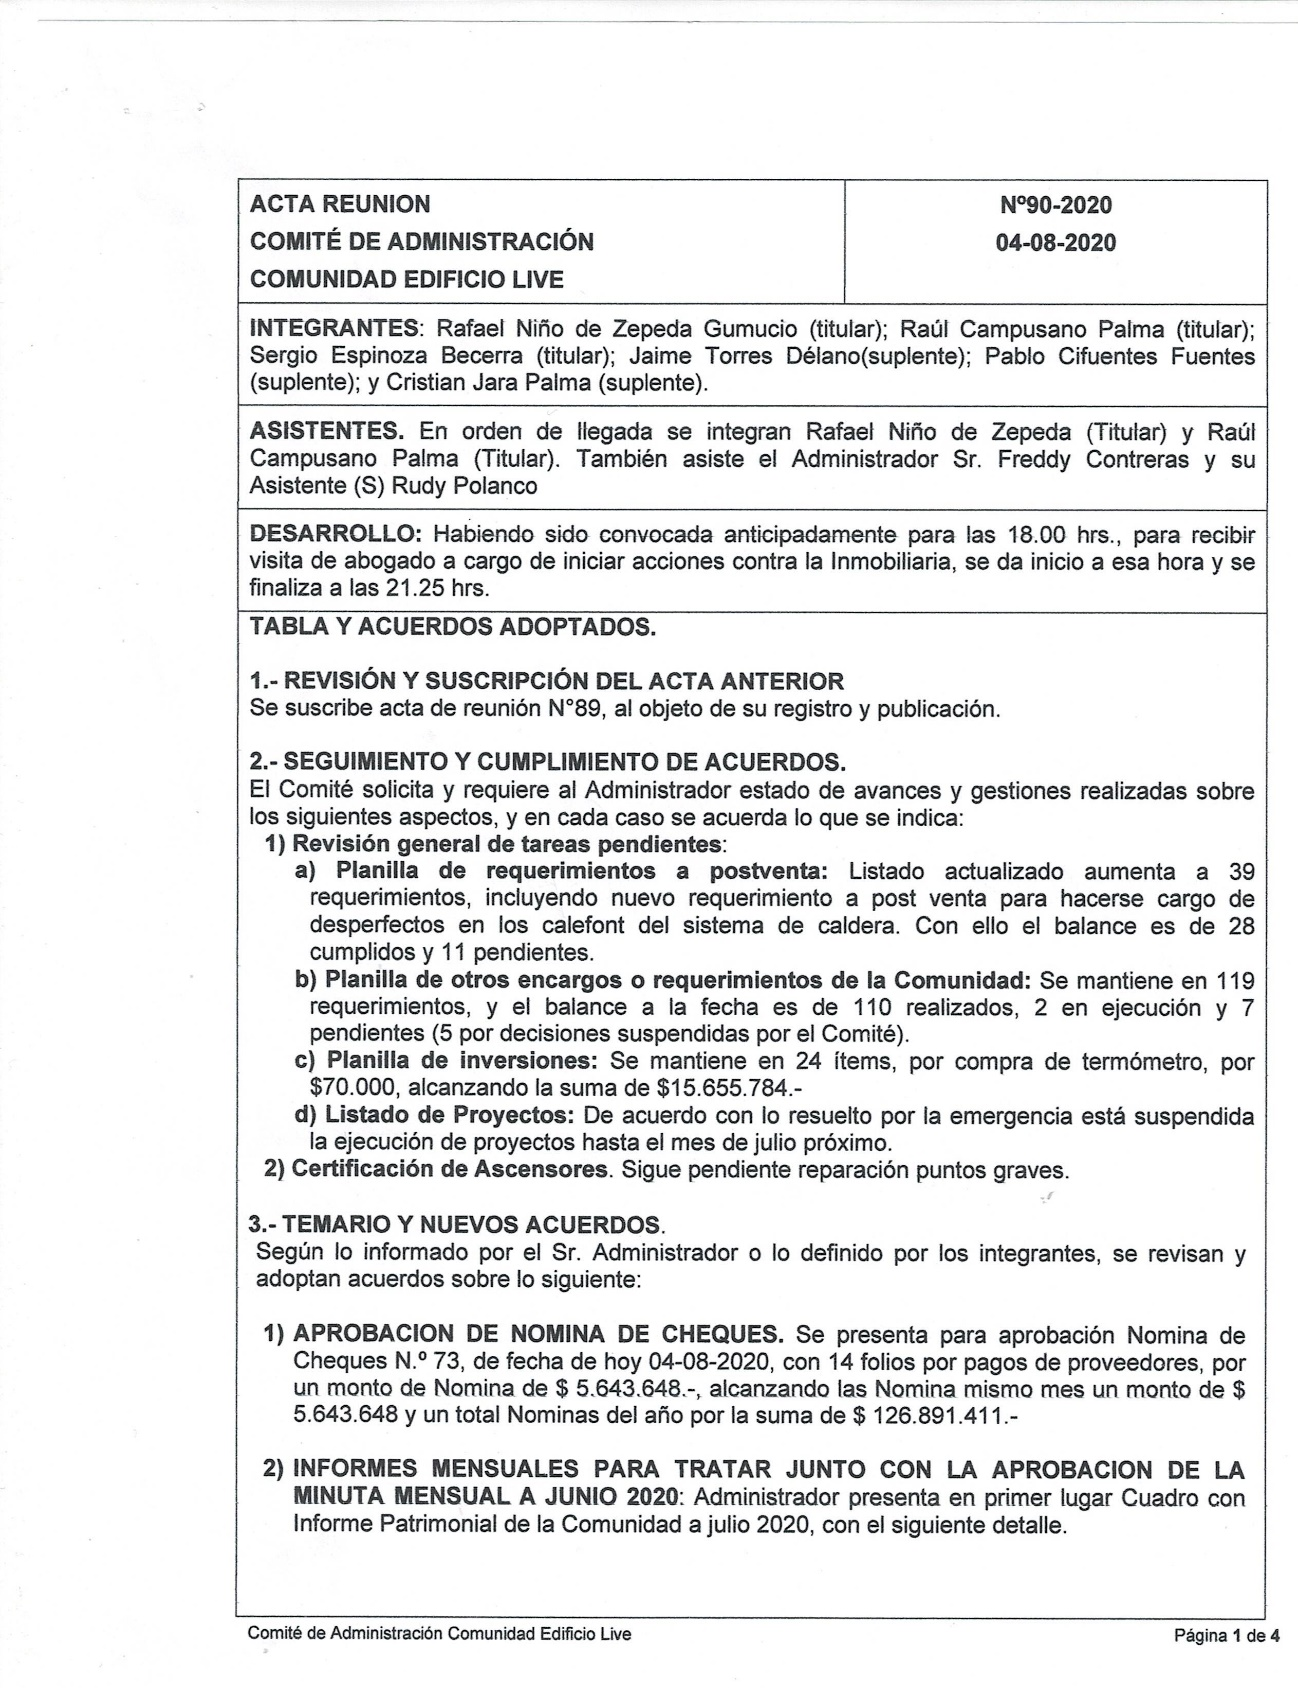 ACTA REUNION
COMITÉ DE ADMINISTRACIÓN
COMUNIDAD EDIFICIO LIVE
Nº90-2020
04-08-2020
INTEGRANTES: Rafael Niño de Zepeda Gumucio (titular); Raúl Campusano Palma (titular);
Sergio Espinoza Becerra (titular); Jaime Torres Délano(suplente); Pablo Cifuentes Fuentes
(suplente); y Cristian Jara Palma (suplente).
ASISTENTES. En orden de llegada se integran Rafael Niño de Zepeda (Titular) y Raúl
Campusano Palma (Titular). También asiste el Administrador Sr. Freddy Contreras y su
Asistente (S) Rudy Polanco
DESARROLLO: Habiendo sido convocada anticipadamente para las 18.00 hrs., para recibir
visita de abogado a cargo de iniciar acciones contra la Inmobiliaria, se da inicio a esa hora y se
finaliza a las 21.25 hrs.
TABLA Y ACUERDOS ADOPTADOS.
1.- REVISIÓN Y SUSCRIPCIÓN DEL ACTA ANTERIOR
Se suscribe acta de reunión N°89, al objeto de su registro y publicación.
2.- SEGUIMIENTO Y CUMPLIMIENTO DE ACUERDOS.
El Comité solicita y requiere al Administrador estado de avances y gestiones realizadas sobre
los siguientes aspectos, y en cada caso se acuerda lo que se indica:
1) Revisión general de tareas pendientes:
a) Planilla de requerimientos a postventa: Listado actualizado aumenta a 39
requerimientos, incluyendo nuevo requerimiento a post venta para hacerse cargo de
desperfectos en los calefont del sistema de caldera. Con ello el balance es de 28
cumplidos y 11 pendientes.
b) Planilla de otros encargos o requerimientos de la Comunidad: Se mantiene en 119
requerimientos, y el balance a la fecha es de 110 realizados, 2 en ejecución y 7
pendientes (5 por decisiones suspendidas por el Comité).
c) Planilla de inversiones: Se mantiene en 24 ítems, por compra de termómetro, por
$70.000, alcanzando la suma de $15.655.784.-
d) Listado de Proyectos: De acuerdo con lo resuelto por la emergencia está suspendida
la ejecución de proyectos hasta el mes de julio próximo.
2) Certificación de Ascensores. Sigue pendiente reparación puntos graves.
3.- TEMARIO Y NUEVOS ACUERDOS.
Según lo informado por el Sr. Administrador o lo definido por los integrantes, se revisan y
adoptan acuerdos sobre lo siguiente:
1) APROBACION DE NOMINA DE CHEQUES. Se presenta para aprobación Nomina de
Cheques N.º 73, de fecha de hoy 04-08-2020, con 14 folios por pagos de proveedores, por
un monto de Nomina de $ 5.643.648.-, alcanzando las Nomina mismo mes un monto de $
5.643.648 y un total Nominas del año por la suma de $ 126.891.411.-
2) INFORMES MENSUALES PARA TRATAR JUNTO CON LA APROBACION DE LA
MINUTA MENSUAL A JUNIO 2020: Administrador presenta en primer lugar Cuadro con
Informe Patrimonial de la Comunidad a julio 2020, con el siguiente detalle.
Comité de Administración Comunidad Edificio Live
Página 1 de 4